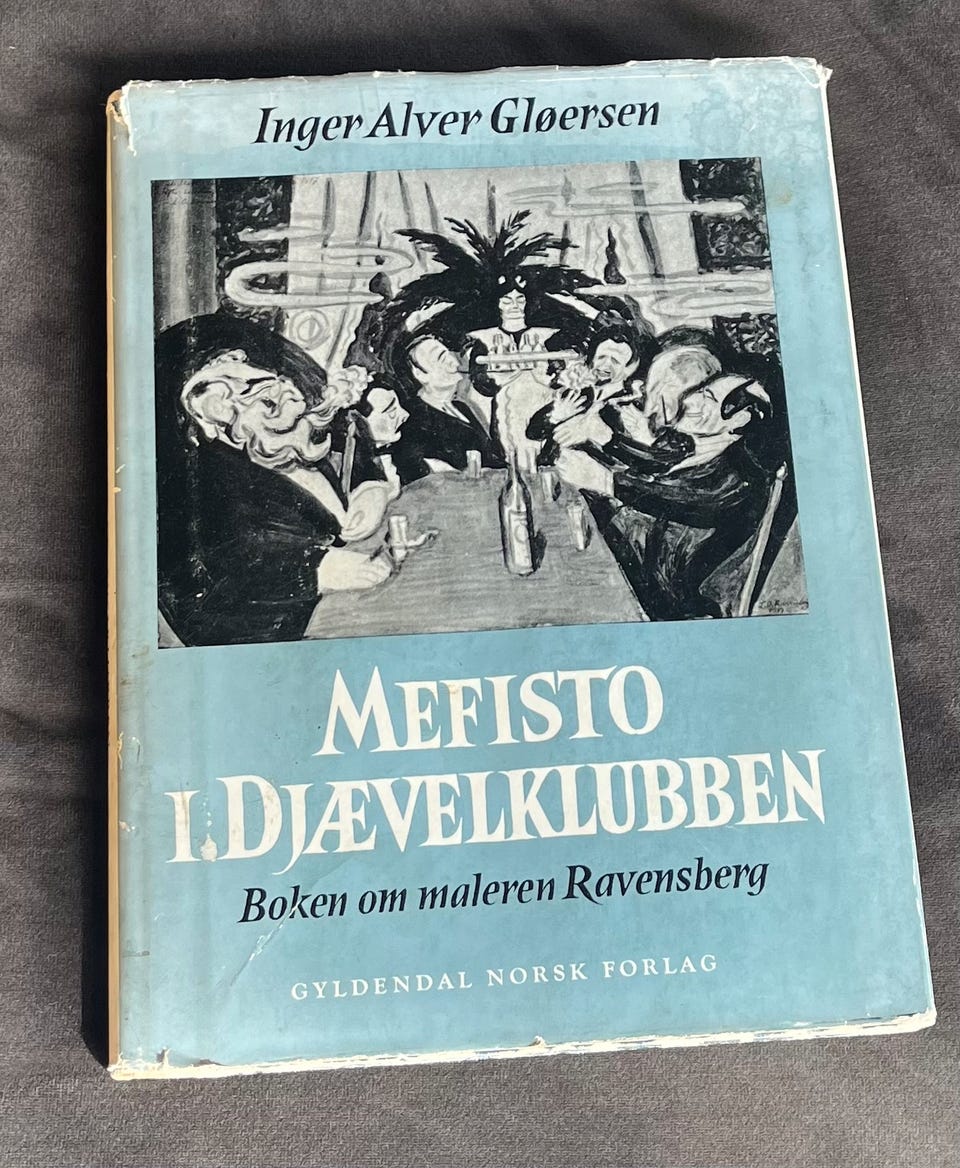 Inger Alver Gløersen
MEFISTO
I DJÆVELKLUBBEN
Boken om maleren Ravensberg
GYLDENDAL NORSK FORLAG